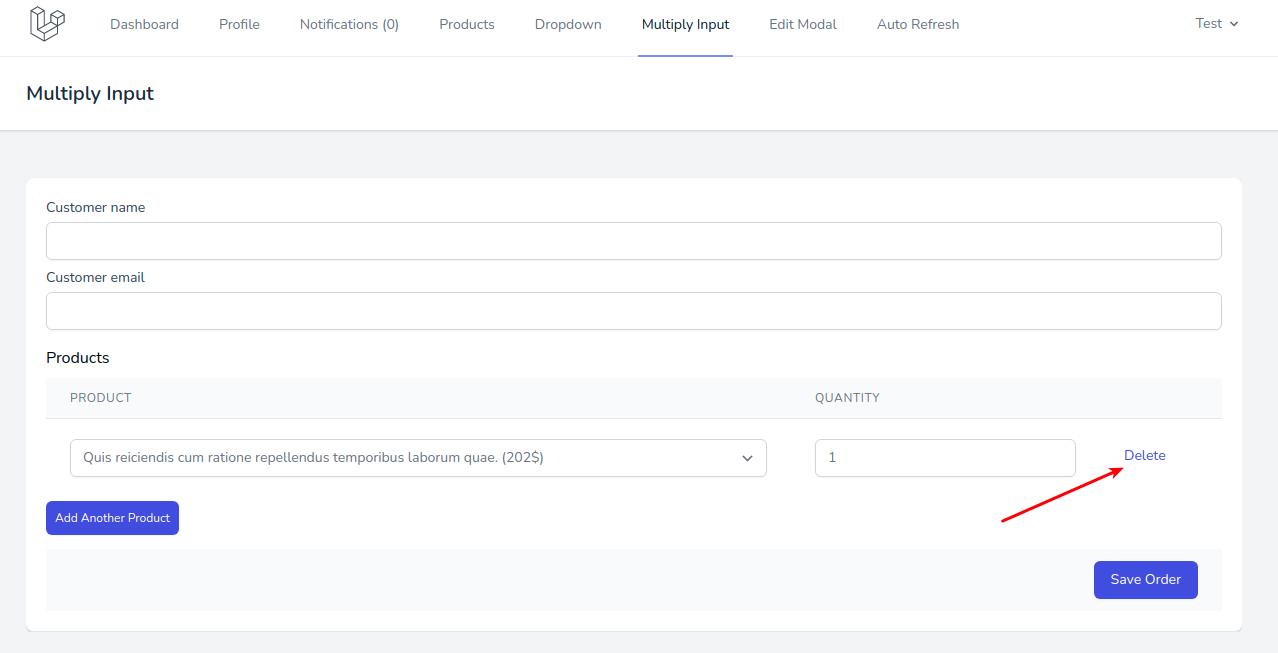 Dashboard Profile Notifications (0) Products Dropdown Multiply Input Edit Modal Auto Refresh Test
Multiply Input
Customer name
Customer email
Products
PRODUCT QUANTITY
Quis reiciendis cum ratione repellendus temporibus laborum quae. (202$) 1 Delete
Add Another Product
Save Order